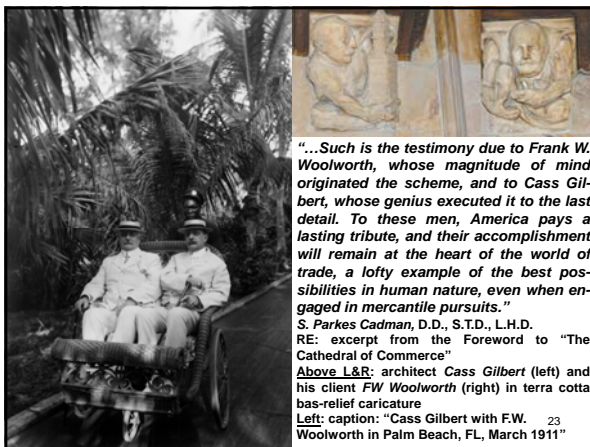 “...Such is the testimony due to Frank W.
Woolworth, whose magnitude of mind
originated the scheme, and to Cass Gil-
bert, whose genius executed it to the last
detail. To these men, America pays a
lasting tribute, and their accomplishment
will remain at the heart of the world of
trade, a lofty example of the best pos-
sibilities in human nature, even when en-
gaged in mercantile pursuits.”
S. Parkes Cadman, D.D., S.T.D., L.H.D.
RE: excerpt from the Foreword to “The
Cathedral of Commerce”
Above L&R: architect Cass Gilbert (left) and
his client FW Woolworth (right) in terra cotta
bas-relief caricature
Left: caption: “Cass Gilbert with F.W.
Woolworth in Palm Beach, FL, March 1911”
23